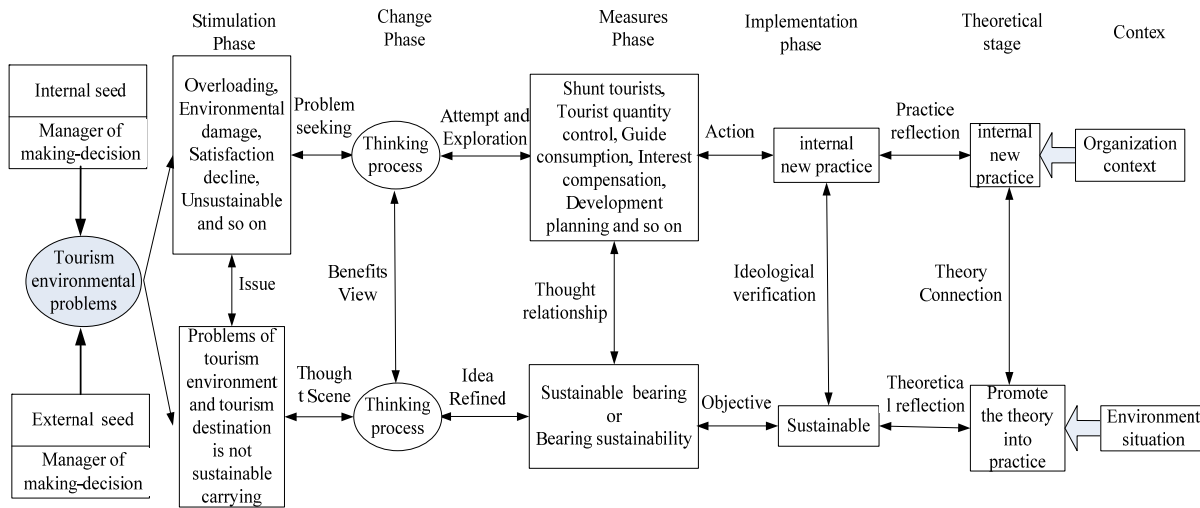 Stimulation
Phase
Change
Phase
Measures
Phase
Implementation
phase
Theoretical
stage
Contex
Internal seed
Manager of
making-decision
Tourism
environmental
problems
External seed
Manager of
making-decision
Overloading,
Environmental
damage,
Satisfaction
decline,
Unsustainable
and so on
Issue
Problems of
tourism
environment
and tourism
destination
is not
sustainable
carrying
Problem
seeking
Thinking
process
Benefits
View
Though
t Scene
Thinking
process
Attempt and
Exploration
Idea
Refined
Shunt tourists,
Tourist quantity
control, Guide
consumption, Interest
compensation,
Development
planning and so on
Thought
relationship
Sustainable bearing
or
Bearing sustainability
Action
Objective
internal
new practice
Ideological
verification
Sustainable
Practice
reflection
Theoretica
l reflection
internal
new
practice
Theory
Connection
Promote
the theory
into
practice
Organization
context
Environment
situation